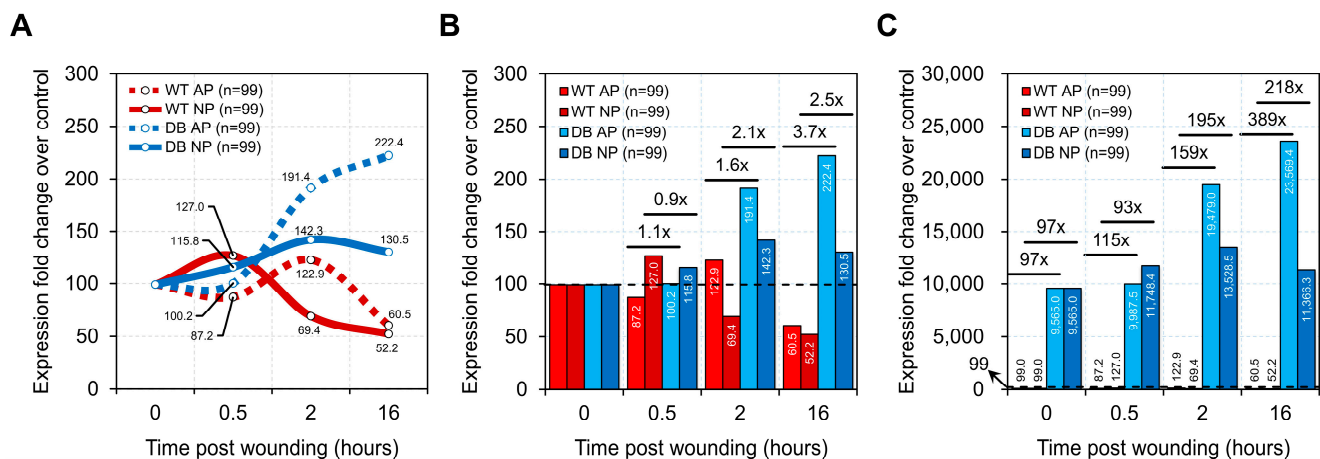 A
Expression fold change over control
300
250
200
150
100
50
0
WT AP (n=99)
WT NP (n=99)
DB AP (n=99)
DB NP (n=99)
222.4
191.4
127.0
142.3
115.8
130.5
122.9
100.2
60.5
87.2
69.4
52.2
0
0.5
2
16
Time post wounding (hours)
B
Expression fold change over control
300
250
200
150
100
50
0
WT AP (n=99)
WT NP (n=99)
DB AP (n=99)
DB NP (n=99)
2.5x
2.1x
3.7x
1.6x
0.9x
1.1x
87.2
127.0
100.2
115.8
122.9
69.4
191.4
142.3
60.5
52.2
222.4
130.5
0
0.5
2
16
Time post wounding (hours)
C
Expression fold change over control
30,000
25,000
20,000
15,000
10,000
5,000
0
99
WT AP (n=99)
WT NP (n=99)
DB AP (n=99)
DB NP (n=99)
218x
195x
389x
159x
93x
97x
115x
97x
99.0
99.0
9,565.0
9,565.0
87.2
127.0
9,987.5
11,748.4
122.9
69.4
19,479.0
13,528.5
60.5
52.2
23,569.4
11,366.3
0
0.5
2
16
Time post wounding (hours)